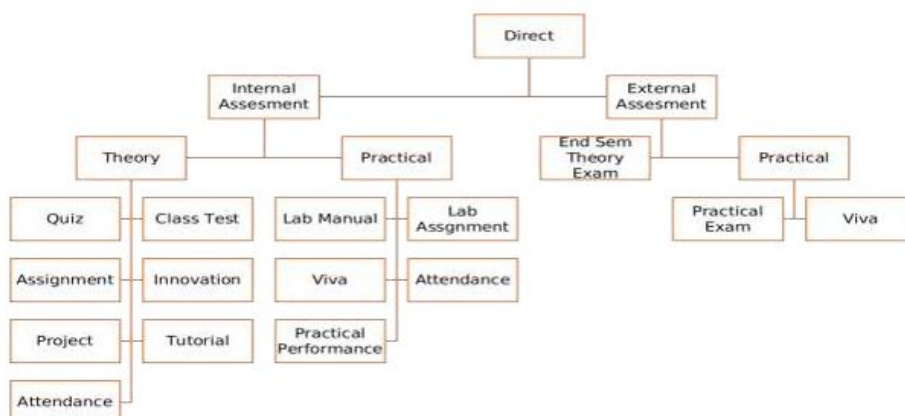 Direct
Internal
Assesment
External
Assesment
Theory
Practical
End Sem
Theory
Exam
Practical
Quiz
Class Test
Lab Manual
Lab
Assgnment
Practical
Exam
Viva
Assignment
Innovation
Viva
Attendance
Project
Tutorial
Practical
Performance
Attendance